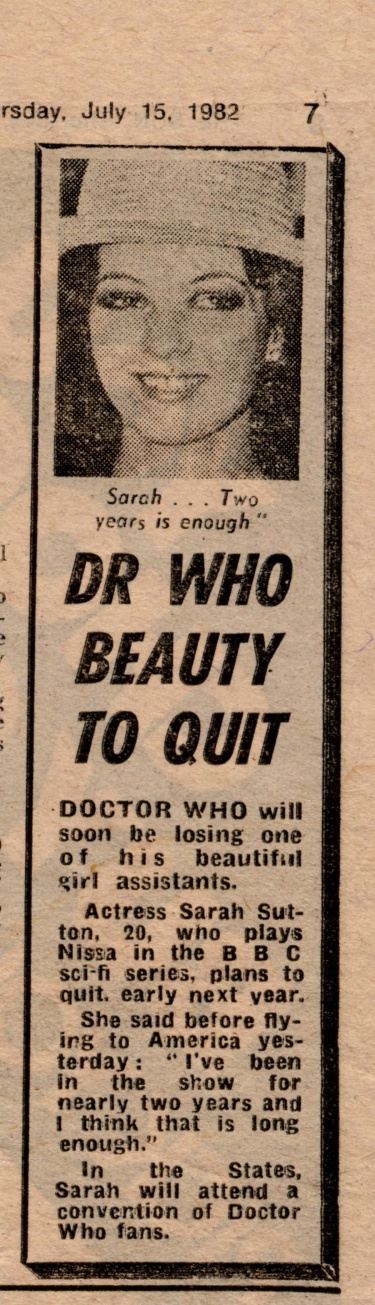 rsday, July 15, 1982 7
Sarah . . . Two
years is enough"
DR WHO
BEAUTY
TO QUIT
DOCTOR WHO will
soon be losing one
of his beautiful
girl assistants.
Actress Sarah Sut-
ton, 20, who plays
Nissa in the B B C
sci-fi series, plans to
quit. early next year.
She said before fly-
ing to America yes-
terday: "I've been
in the show for
nearly two years and
I think that is long
enough."
In the States,
Sarah will attend a
convention of Doctor
Who fans.